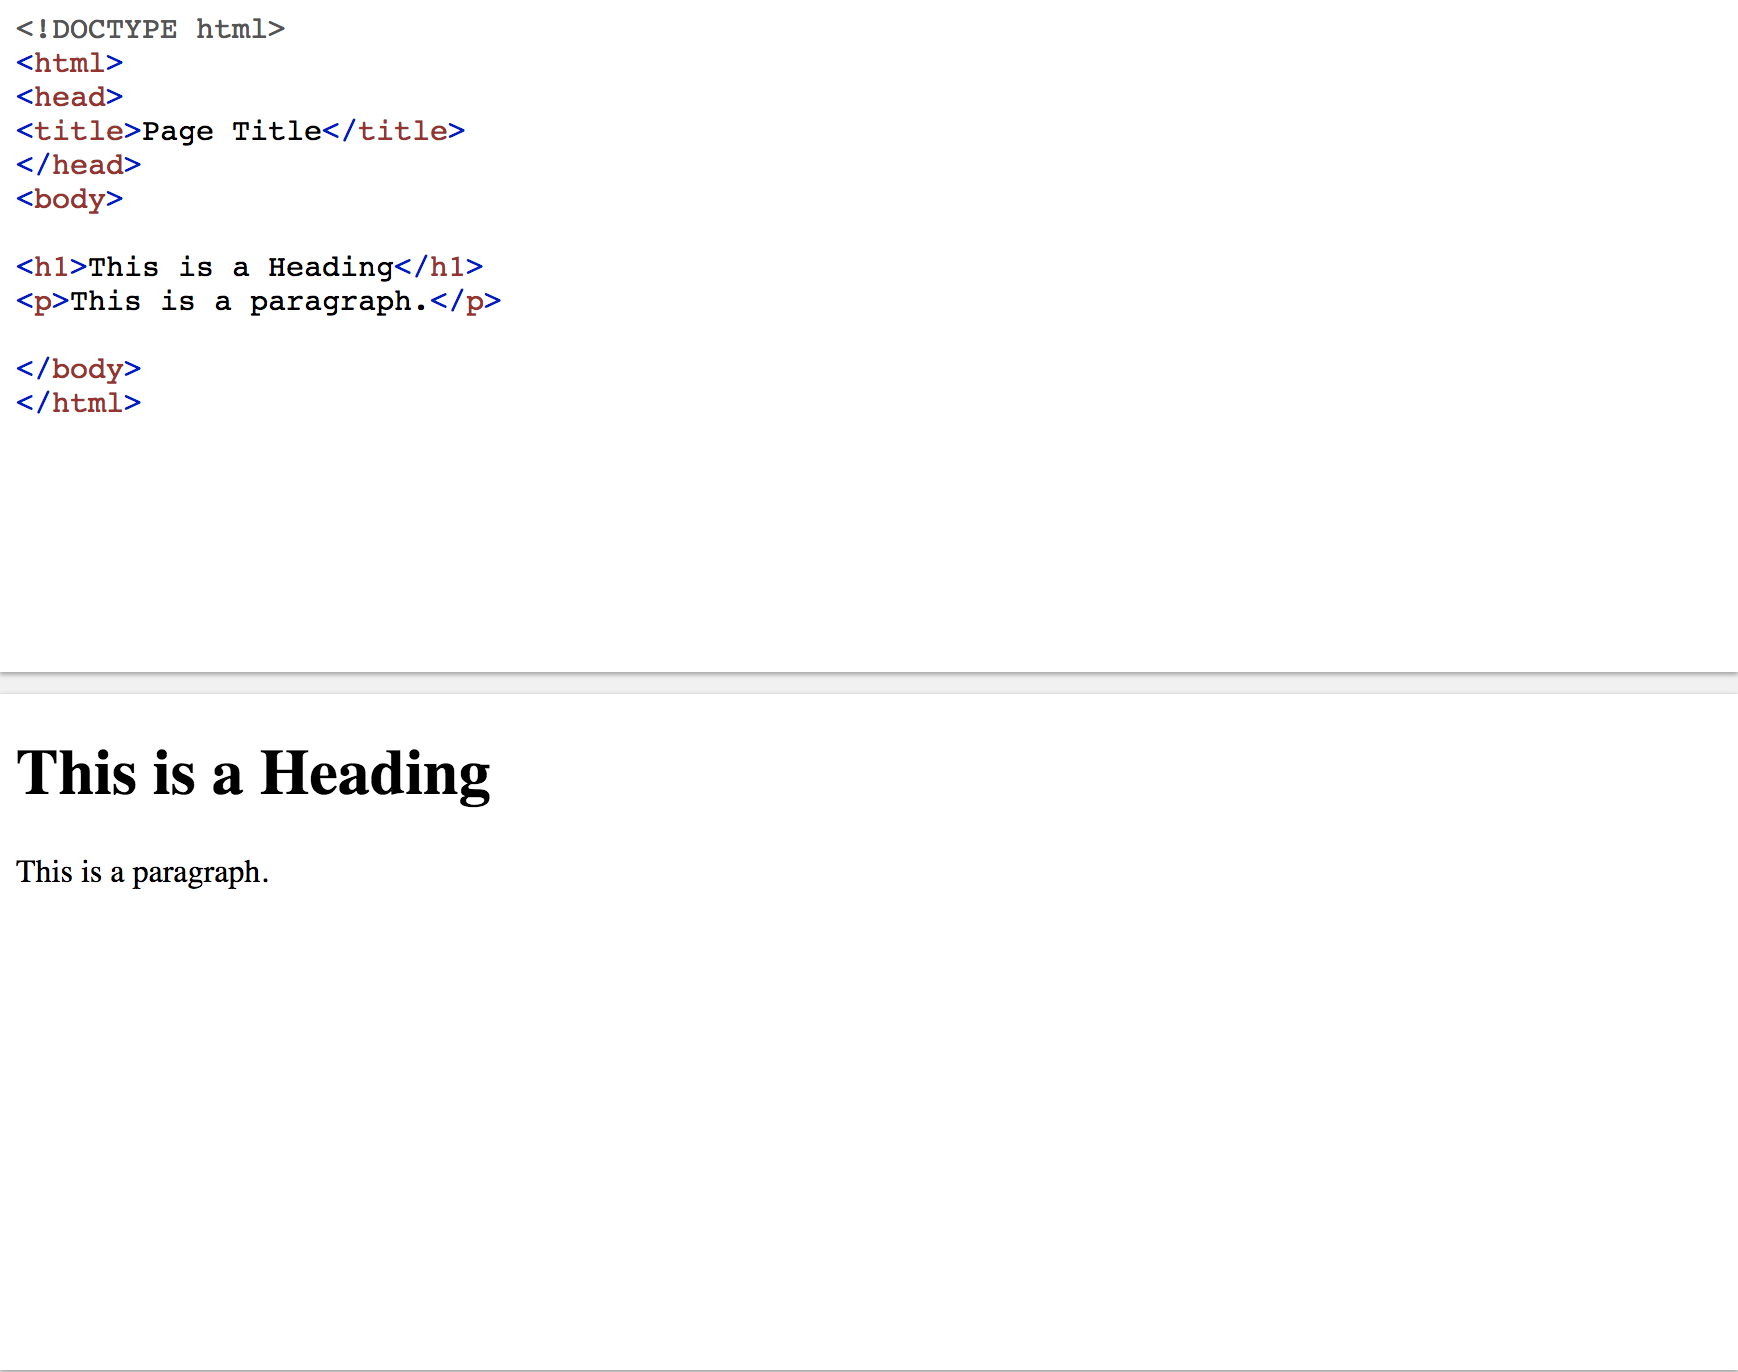 <!DOCTYPE html>
<html>
<head>
<title>Page Title</title>
</head>
<body>
<h1>This is a Heading</h1>
<p>This is a paragraph.</p>
</body>
</html>
This is a Heading
This is a paragraph.